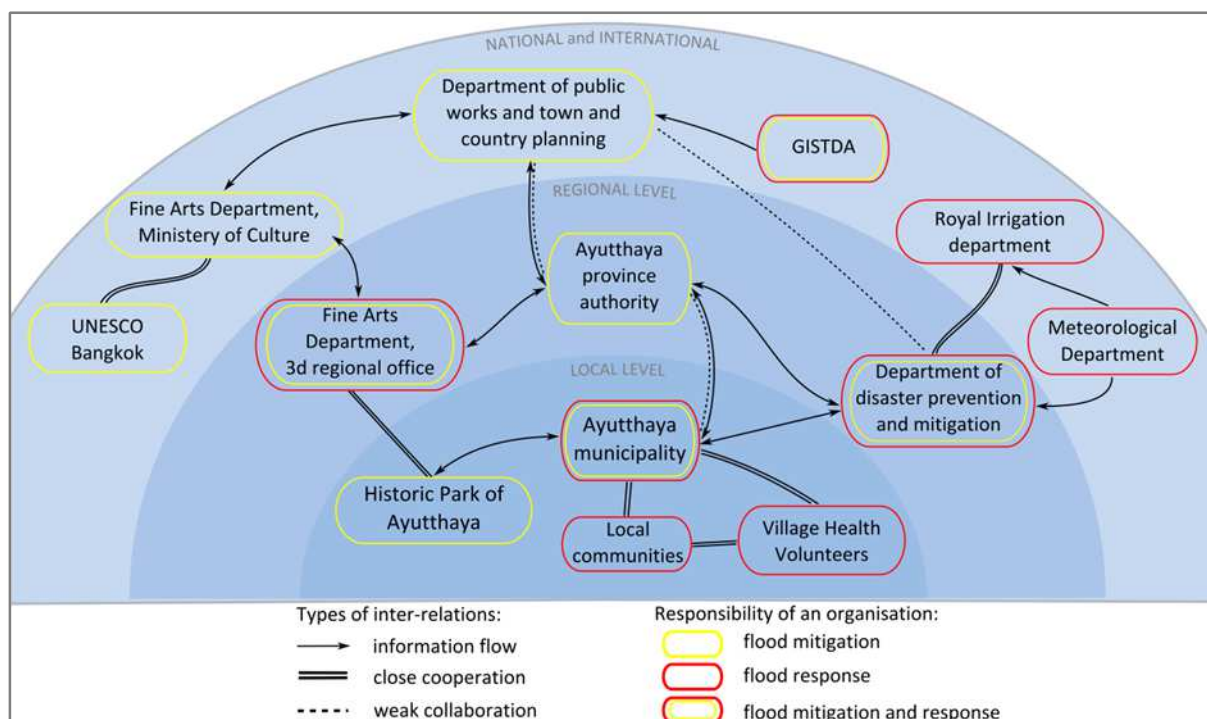 NATIONAL and INTERNATIONAL
Department of public
works and town and
country planning
GISTDA
REGIONAL LEVEL
Fine Arts Department,
Ministery of Culture
Royal Irrigation
department
Ayutthaya
province
authority
UNESCO
Bangkok
Fine Arts
Department,
3d regional office
Meteorological
Department
LOCAL LEVEL
Department of
disaster prevention
and mitigation
Ayutthaya
municipality
Historic Park of
Ayutthaya
Local
communities
Village Health
Volunteers
Types of inter-relations:
information flow
close cooperation
weak collaboration
Responsibility of an organisation:
flood mitigation
flood response
flood mitigation and response